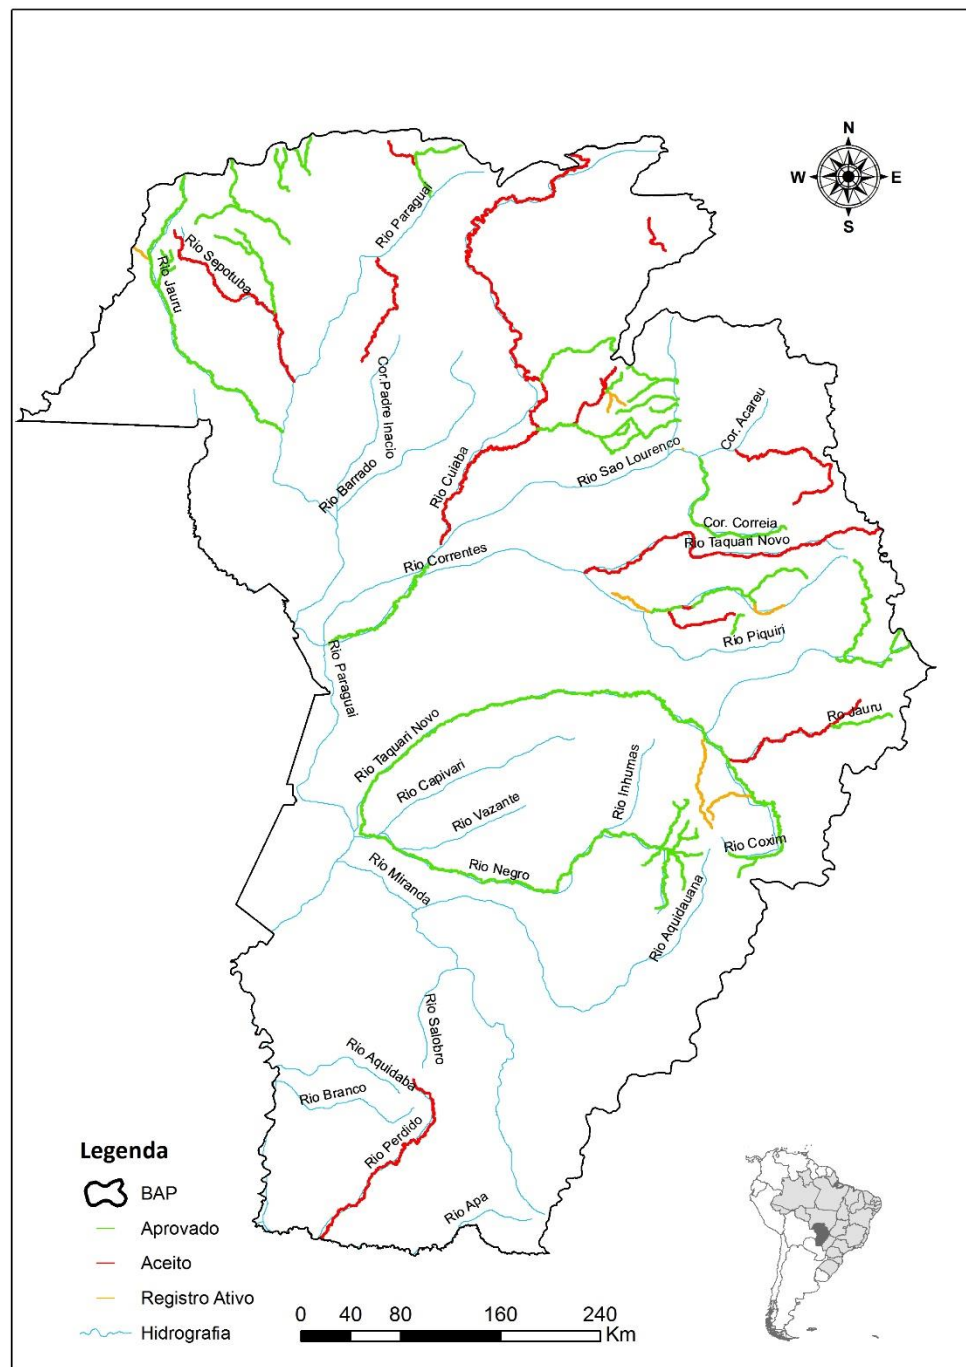 N
W E
S
Rio Paraguai
Rio Sepotuba
Rio Jauru
Cor.Padre Inacio
Cor. Acareu
Rio Cuiaba
Rio Sao Lourenco
Rio Barrado
Cor. Correia
Rio Taquari Novo
Rio Correntes
Rio Piquiri
Rio Paraguai
Ro Jauru
Rio Taquari Novo
Rio Capivari
Rio Inhumas
Rio Vazante
Rio Coxim
Rio Negro
Rio Miranda
Rio Aquidauana
Rio Salobro
Rio Aquidaba
Rio Branco
Rio Perdido
Rio Apa
Legenda
BAP
Aprovado
Aceito
Registro Ativo
Hidrografia
0 40 80 160 240
Km